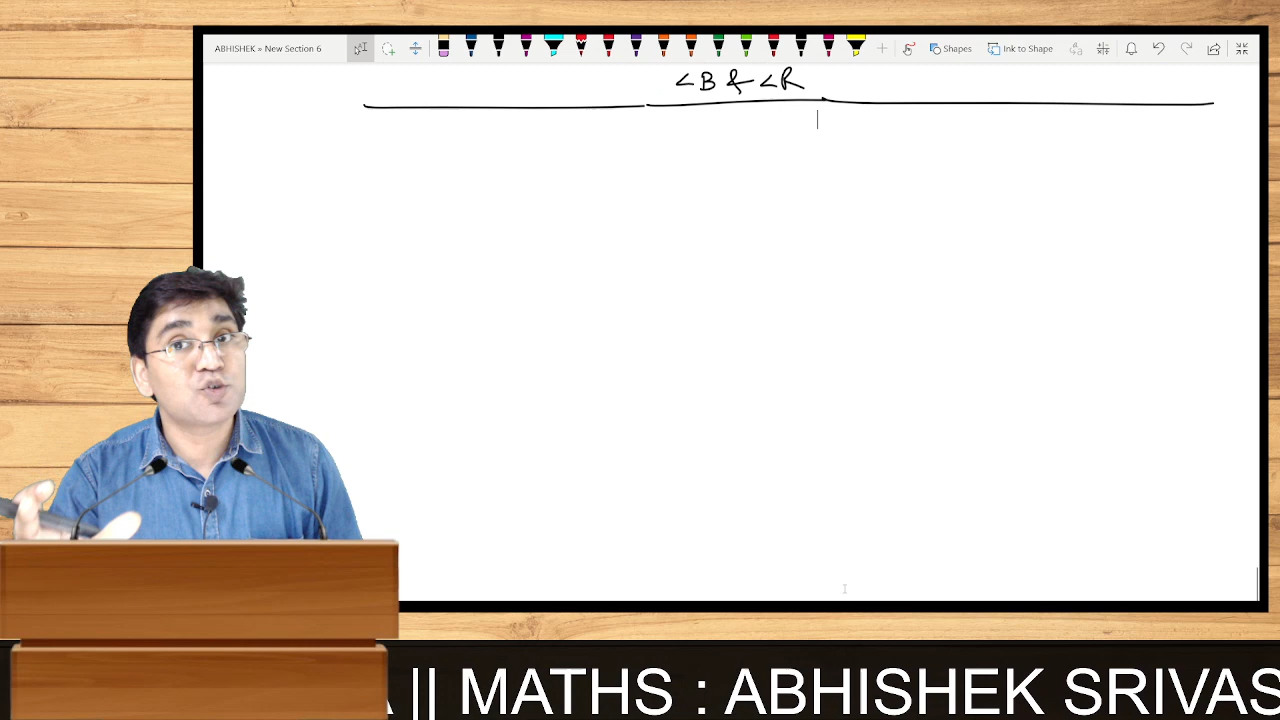 ABHISHEK » New Section 6
Shapes
Ink to Shape
∠B & ∠R
|| MATHS : ABHISHEK SRIVAS